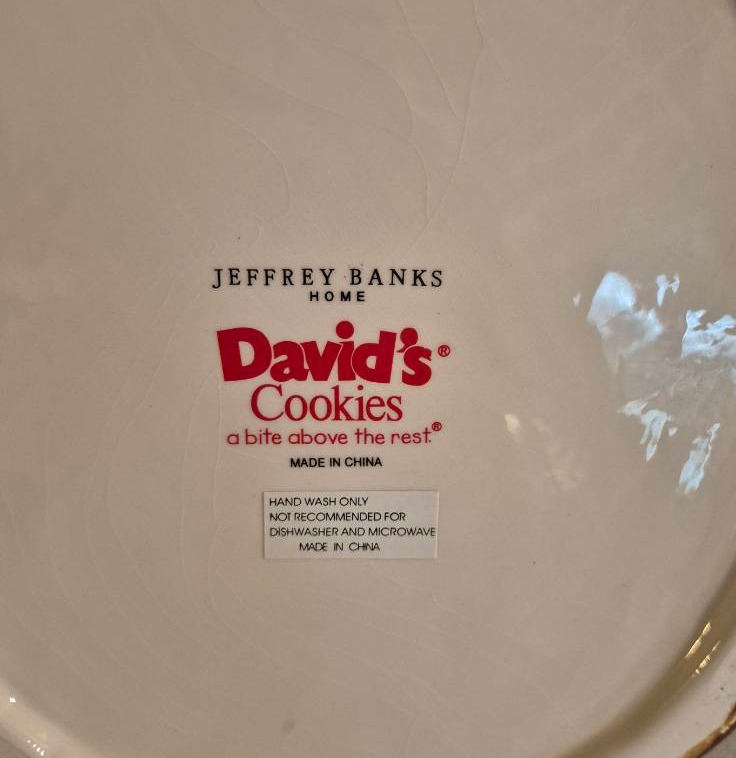 JEFFREY BANKS
HOME
David's®
Cookies
a bite above the rest.®
MADE IN CHINA
HAND WASH ONLY
NOT RECOMMENDED FOR
DISHWASHER AND MICROWAVE
MADE IN CHINA